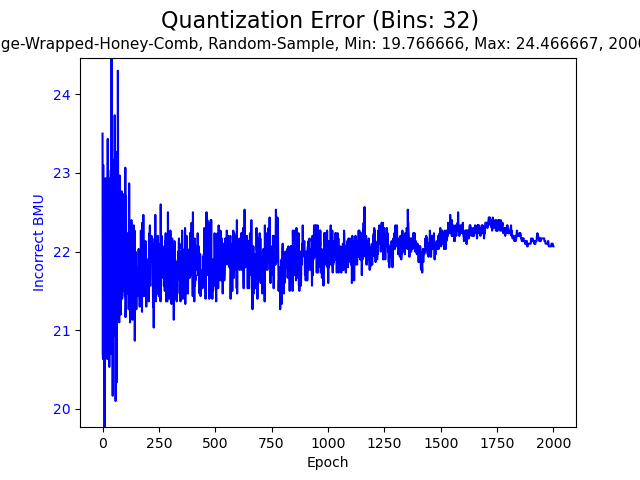 Quantization Error (Bins: 32)
ge-Wrapped-Honey-Comb, Random-Sample, Min: 19.766666, Max: 24.466667, 200
24
23
22
21
20
Incorrect BMU
0 250 500 750 1000 1250 1500 1750 2000
Epoch